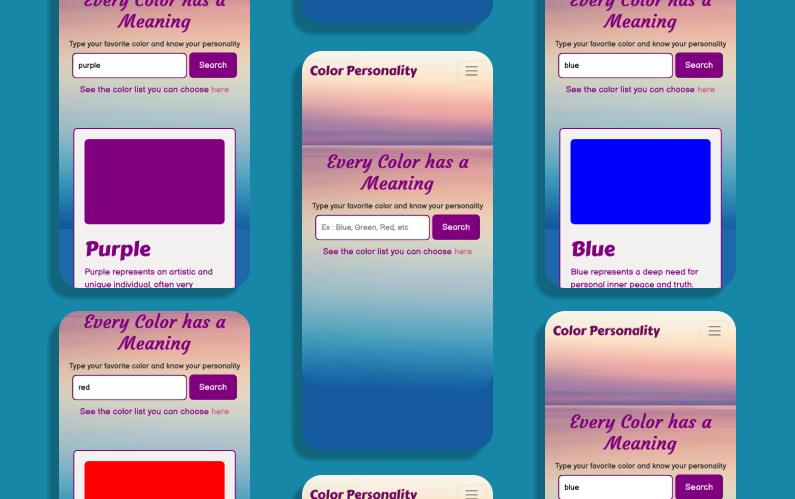 Every Color has a
Meaning
Type your favorite color and know your personality
purple
Search
See the color list you can choose here
Purple
Purple represents an artistic and
unique individual, often very
Every Color has a
Meaning
Type your favorite color and know your personality
red
Search
See the color list you can choose here
Color Personality
Every Color has a
Meaning
Type your favorite color and know your personality
Ex : Blue, Green, Red, etc
Search
See the color list you can choose here
Color Personality
Every Color has a
Meaning
Type your favorite color and know your personality
blue
Search
See the color list you can choose here
Blue
Blue represents a deep need for
personal inner peace and truth.
Color Personality
Every Color has a
Meaning
Type your favorite color and know your personality
blue
Search